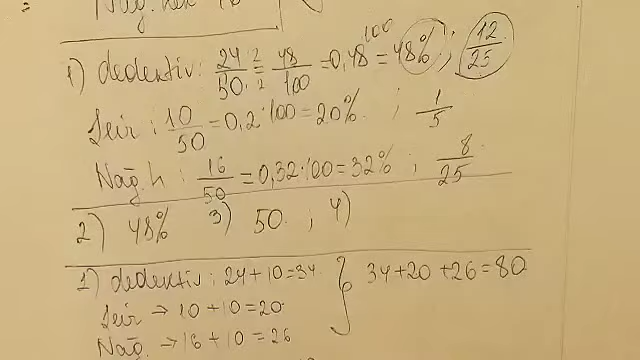 1) dedektiv: 24/50 = 48/100 = 0,48·100 = 48% ; 12/25
Şeir : 10/50 = 0,2·100 = 20% ; 1/5
Nağ. h : 16/50 = 0,32·100 = 32% ; 8/25
2) 48% 3) 50 ; 4)
1) dedektiv: 24+10=34 } 34+20+26=80
Şeir → 10+10=20
Nağ. → 16+10=26